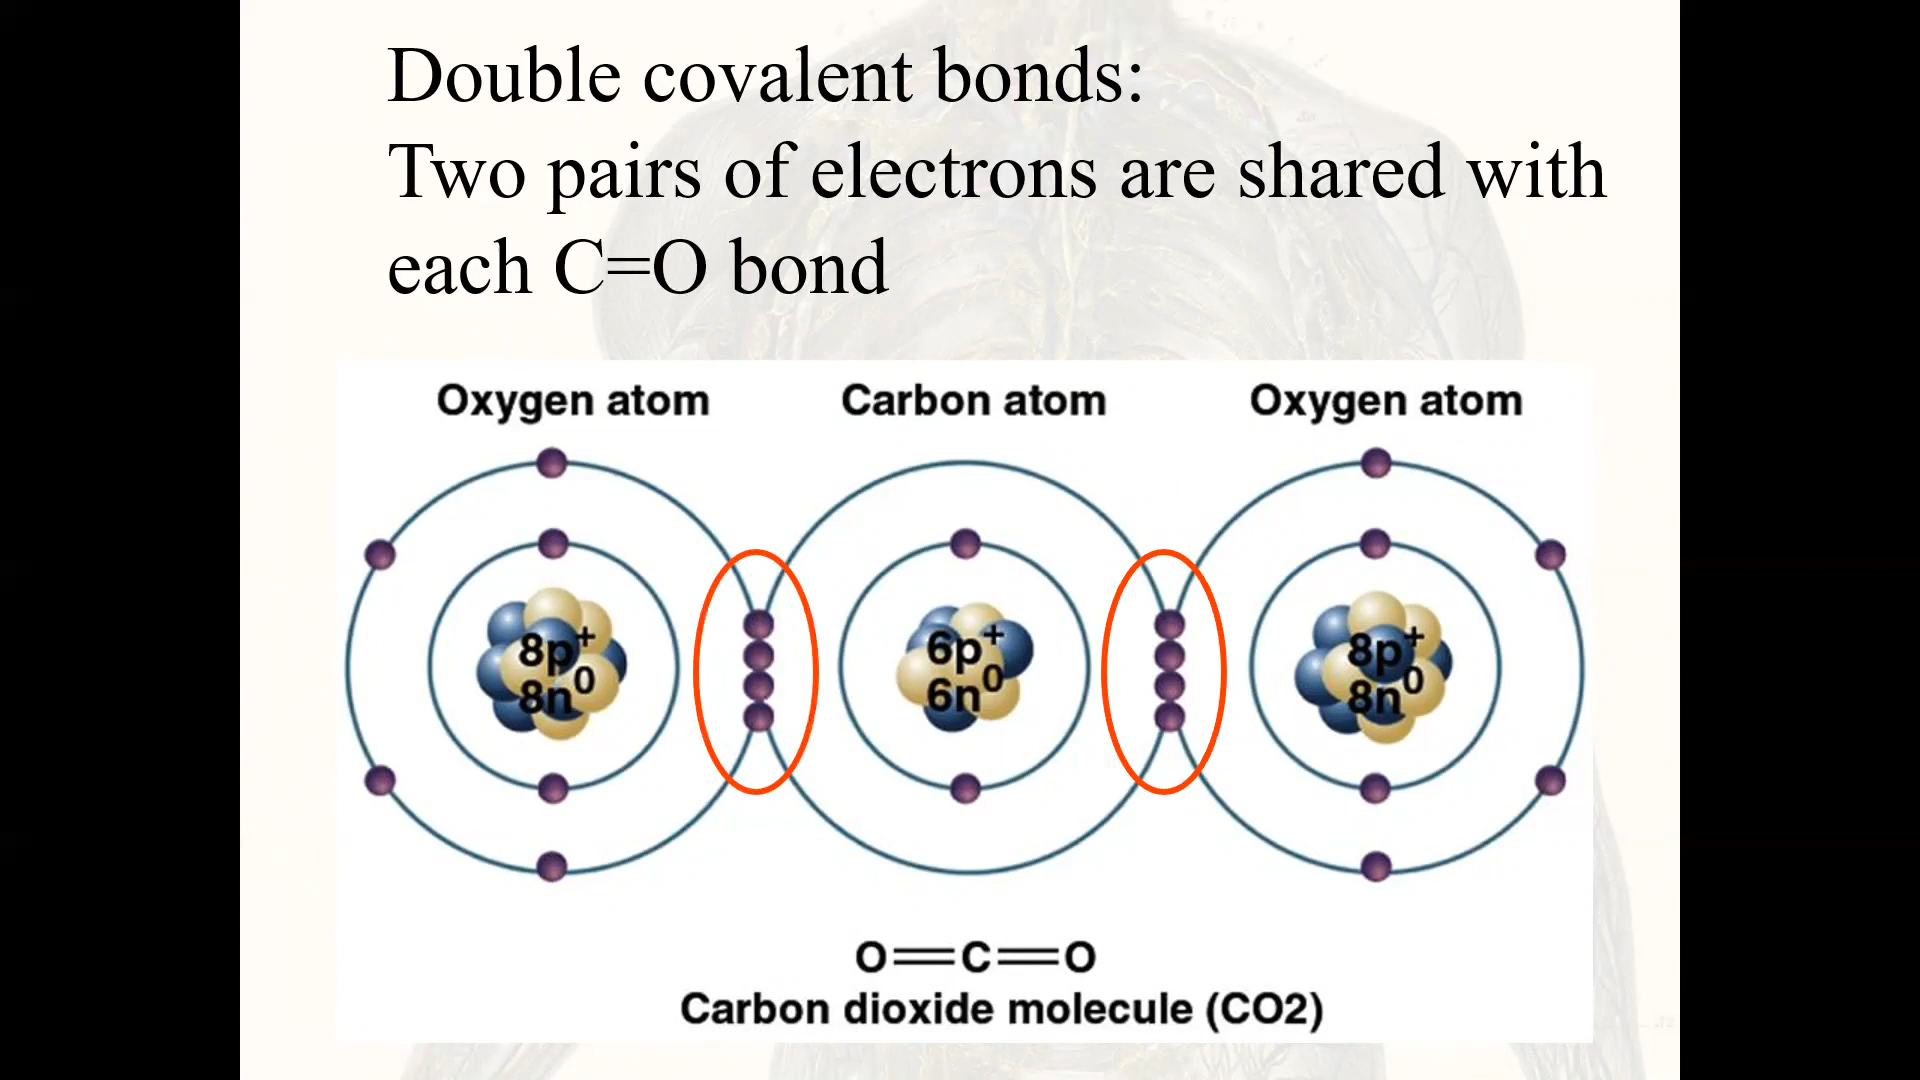 Double covalent bonds:
Two pairs of electrons are shared with
each C=O bond
Oxygen atom Carbon atom Oxygen atom
8p+ 6p+ 8p+
8n0 6n0 8n0
O=C=O
Carbon dioxide molecule (CO2)